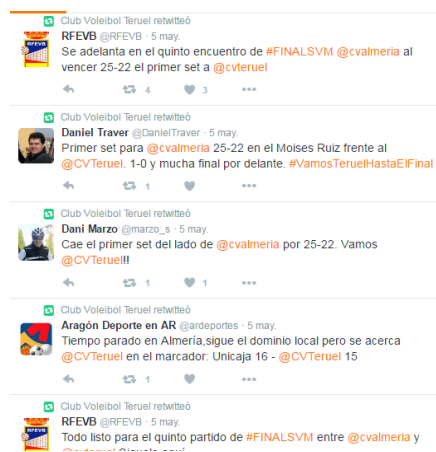 Club Voleibol Teruel retwitteó
RFEVB @RFEVB · 5 may.
Se adelanta en el quinto encuentro de #FINALSVM @cvalmeria al
vencer 25-22 el primer set a @cvteruel
4 3
Club Voleibol Teruel retwitteó
Daniel Traver @DanielTraver · 5 may.
Primer set para @cvalmeria 25-22 en el Moises Ruiz frente al
@CVTeruel. 1-0 y mucha final por delante. #VamosTeruelHastaElFinal
1
Club Voleibol Teruel retwitteó
Dani Marzo @marzo_s · 5 may.
Cae el primer set del lado de @cvalmeria por 25-22. Vamos
@CVTeruel!!
1 1
Club Voleibol Teruel retwitteó
Aragón Deporte en AR @ardeportes · 5 may.
Tiempo parado en Almería,sigue el dominio local pero se acerca
@CVTeruel en el marcador: Unicaja 16 - @CVTeruel 15
1
Club Voleibol Teruel retwitteó
RFEVB @RFEVB · 5 may.
Todo listo para el quinto partido de #FINALSVM entre @cvalmeria y